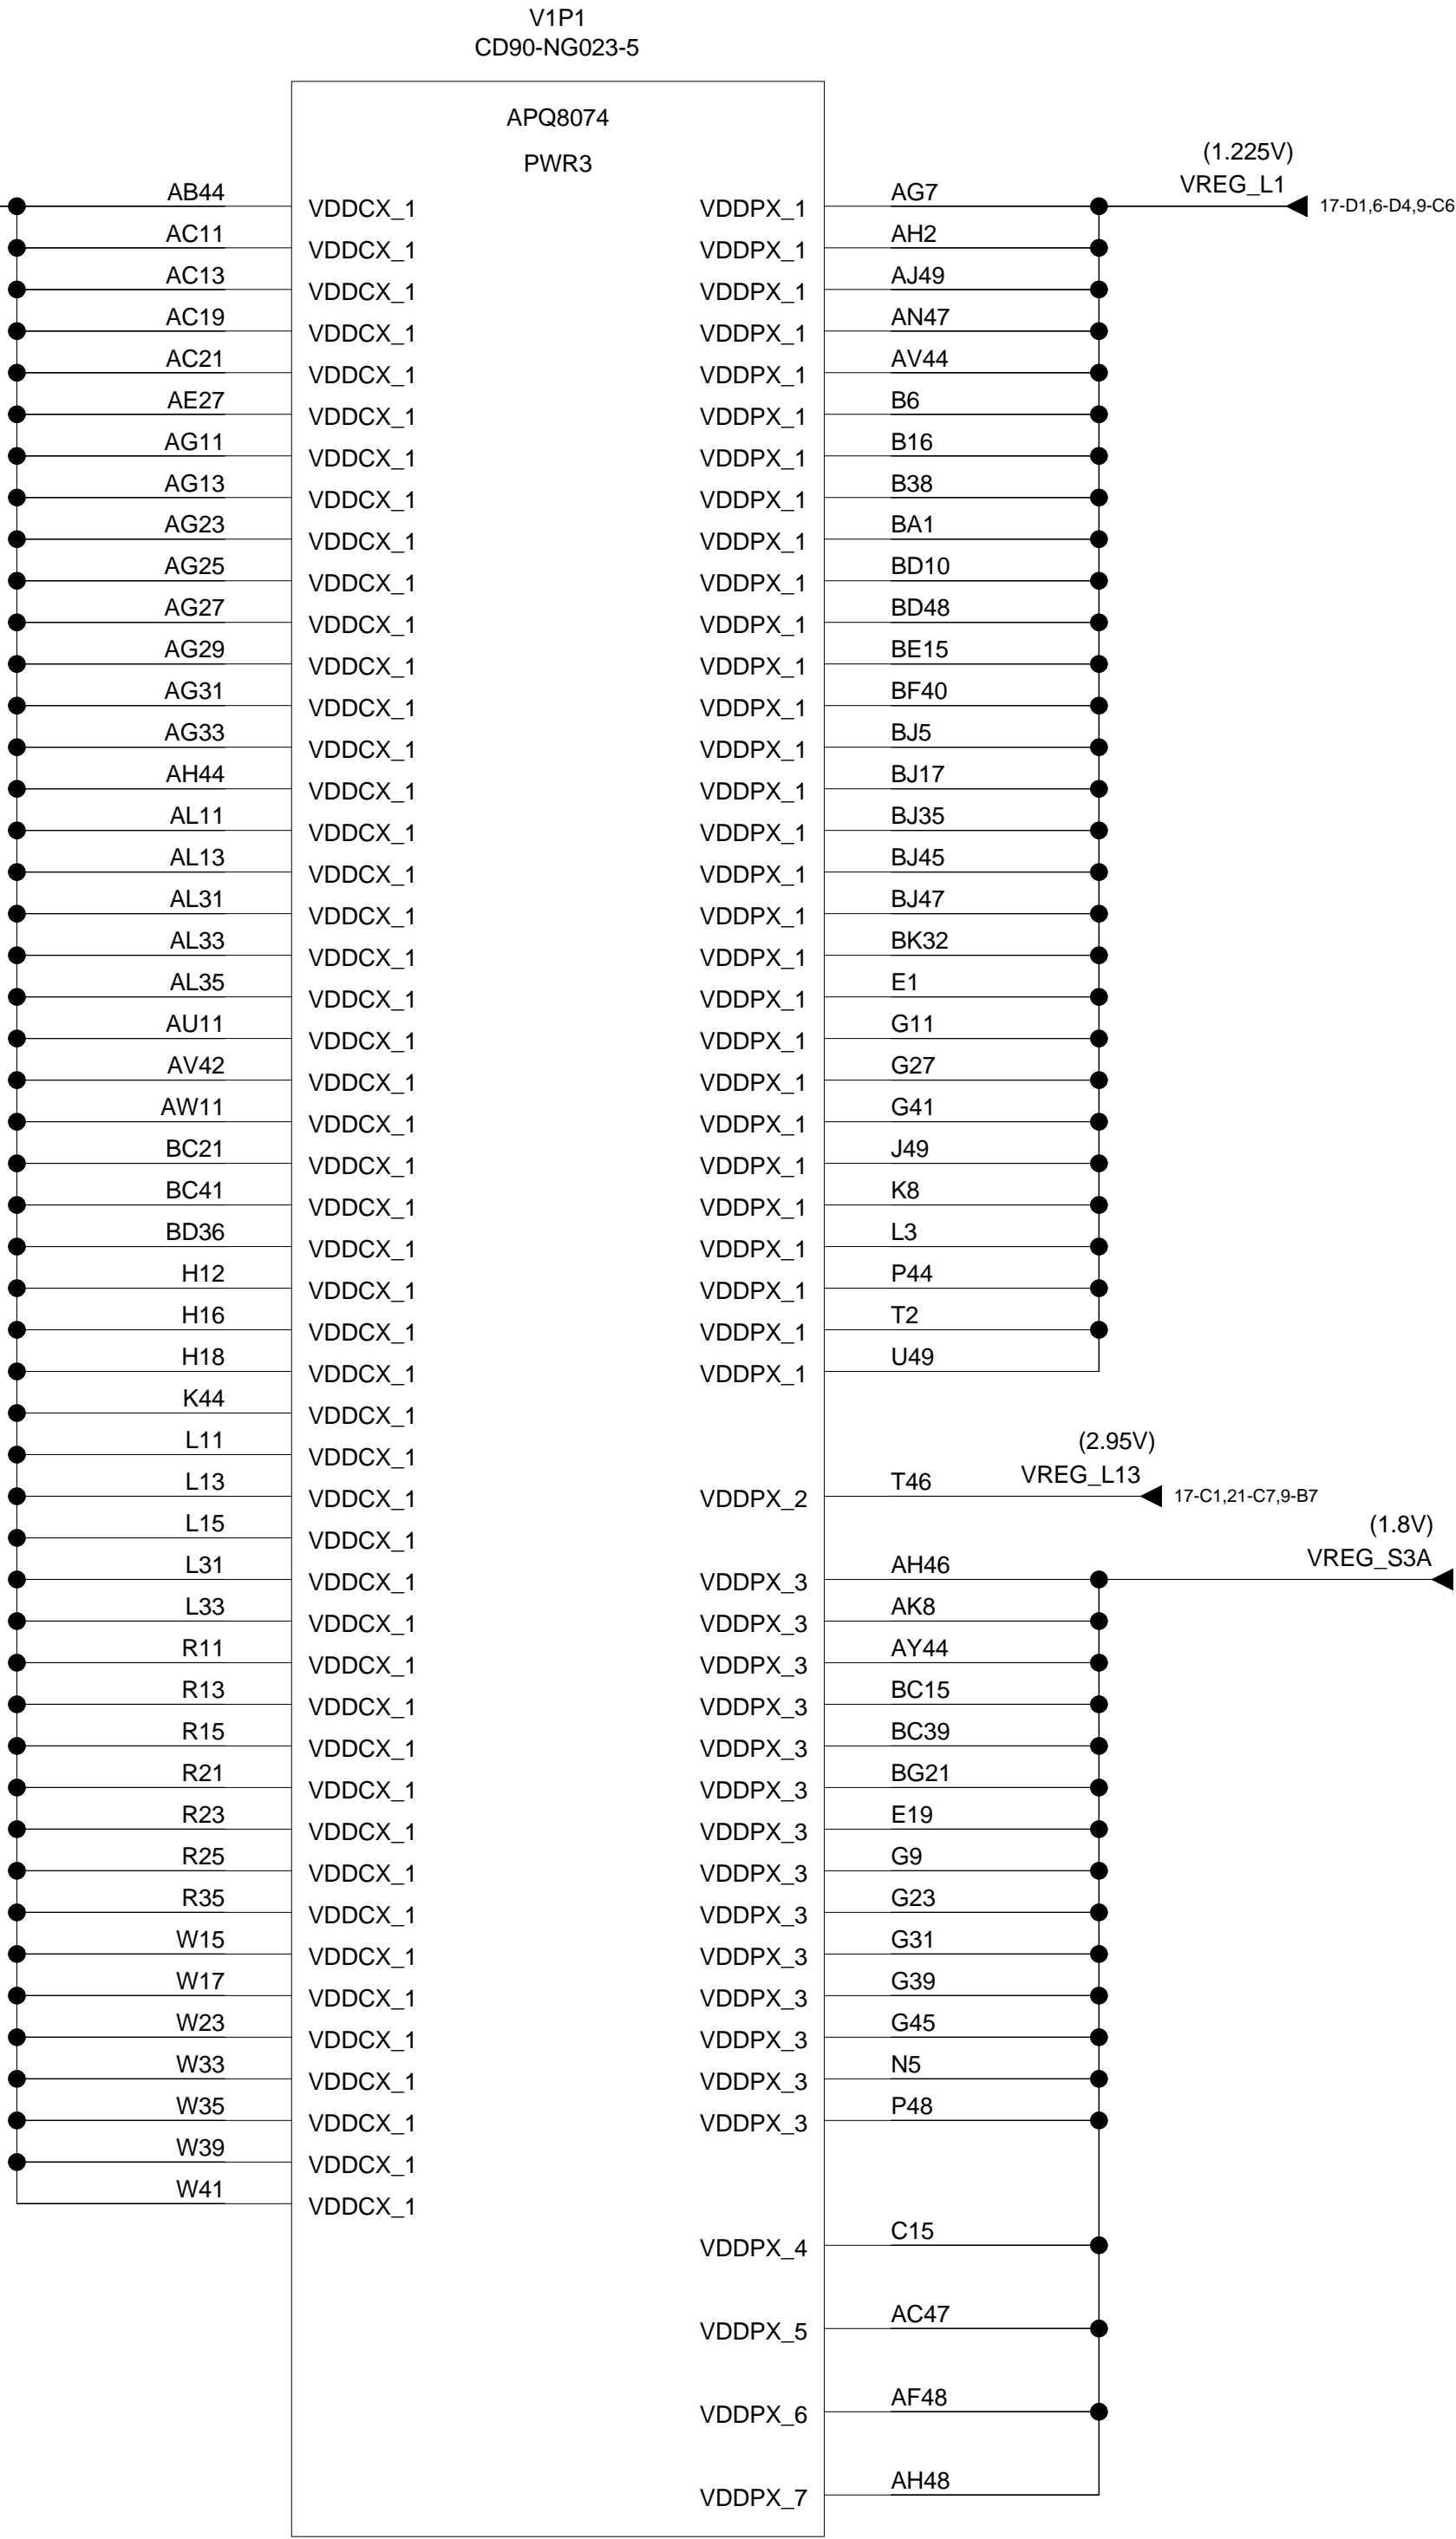 V1P1
CD90-NG023-5
APQ8074
PWR3
(1.225V)
VREG_L1
AB44 VDDCX_1 VDDPX_1 AG7 17-D1,6-D4,9-C6
AC11 VDDCX_1 VDDPX_1 AH2
AC13 VDDCX_1 VDDPX_1 AJ49
AC19 VDDCX_1 VDDPX_1 AN47
AC21 VDDCX_1 VDDPX_1 AV44
AE27 VDDCX_1 VDDPX_1 B6
AG11 VDDCX_1 VDDPX_1 B16
AG13 VDDCX_1 VDDPX_1 B38
AG23 VDDCX_1 VDDPX_1 BA1
AG25 VDDCX_1 VDDPX_1 BD10
AG27 VDDCX_1 VDDPX_1 BD48
AG29 VDDCX_1 VDDPX_1 BE15
AG31 VDDCX_1 VDDPX_1 BF40
AG33 VDDCX_1 VDDPX_1 BJ5
AH44 VDDCX_1 VDDPX_1 BJ17
AL11 VDDCX_1 VDDPX_1 BJ35
AL13 VDDCX_1 VDDPX_1 BJ45
AL31 VDDCX_1 VDDPX_1 BJ47
AL33 VDDCX_1 VDDPX_1 BK32
AL35 VDDCX_1 VDDPX_1 E1
AU11 VDDCX_1 VDDPX_1 G11
AV42 VDDCX_1 VDDPX_1 G27
AW11 VDDCX_1 VDDPX_1 G41
BC21 VDDCX_1 VDDPX_1 J49
BC41 VDDCX_1 VDDPX_1 K8
BD36 VDDCX_1 VDDPX_1 L3
H12 VDDCX_1 VDDPX_1 P44
H16 VDDCX_1 VDDPX_1 T2
H18 VDDCX_1 VDDPX_1 U49
K44 VDDCX_1
L11 VDDCX_1 (2.95V)
L13 VDDCX_1 VDDPX_2 T46 VREG_L13 17-C1,21-C7,9-B7
L15 VDDCX_1 (1.8V)
L31 VDDCX_1 VDDPX_3 AH46 VREG_S3A
L33 VDDCX_1 VDDPX_3 AK8
R11 VDDCX_1 VDDPX_3 AY44
R13 VDDCX_1 VDDPX_3 BC15
R15 VDDCX_1 VDDPX_3 BC39
R21 VDDCX_1 VDDPX_3 BG21
R23 VDDCX_1 VDDPX_3 E19
R25 VDDCX_1 VDDPX_3 G9
R35 VDDCX_1 VDDPX_3 G23
W15 VDDCX_1 VDDPX_3 G31
W17 VDDCX_1 VDDPX_3 G39
W23 VDDCX_1 VDDPX_3 G45
W33 VDDCX_1 VDDPX_3 N5
W35 VDDCX_1 VDDPX_3 P48
W39 VDDCX_1
W41 VDDCX_1
VDDPX_4 C15
VDDPX_5 AC47
VDDPX_6 AF48
VDDPX_7 AH48